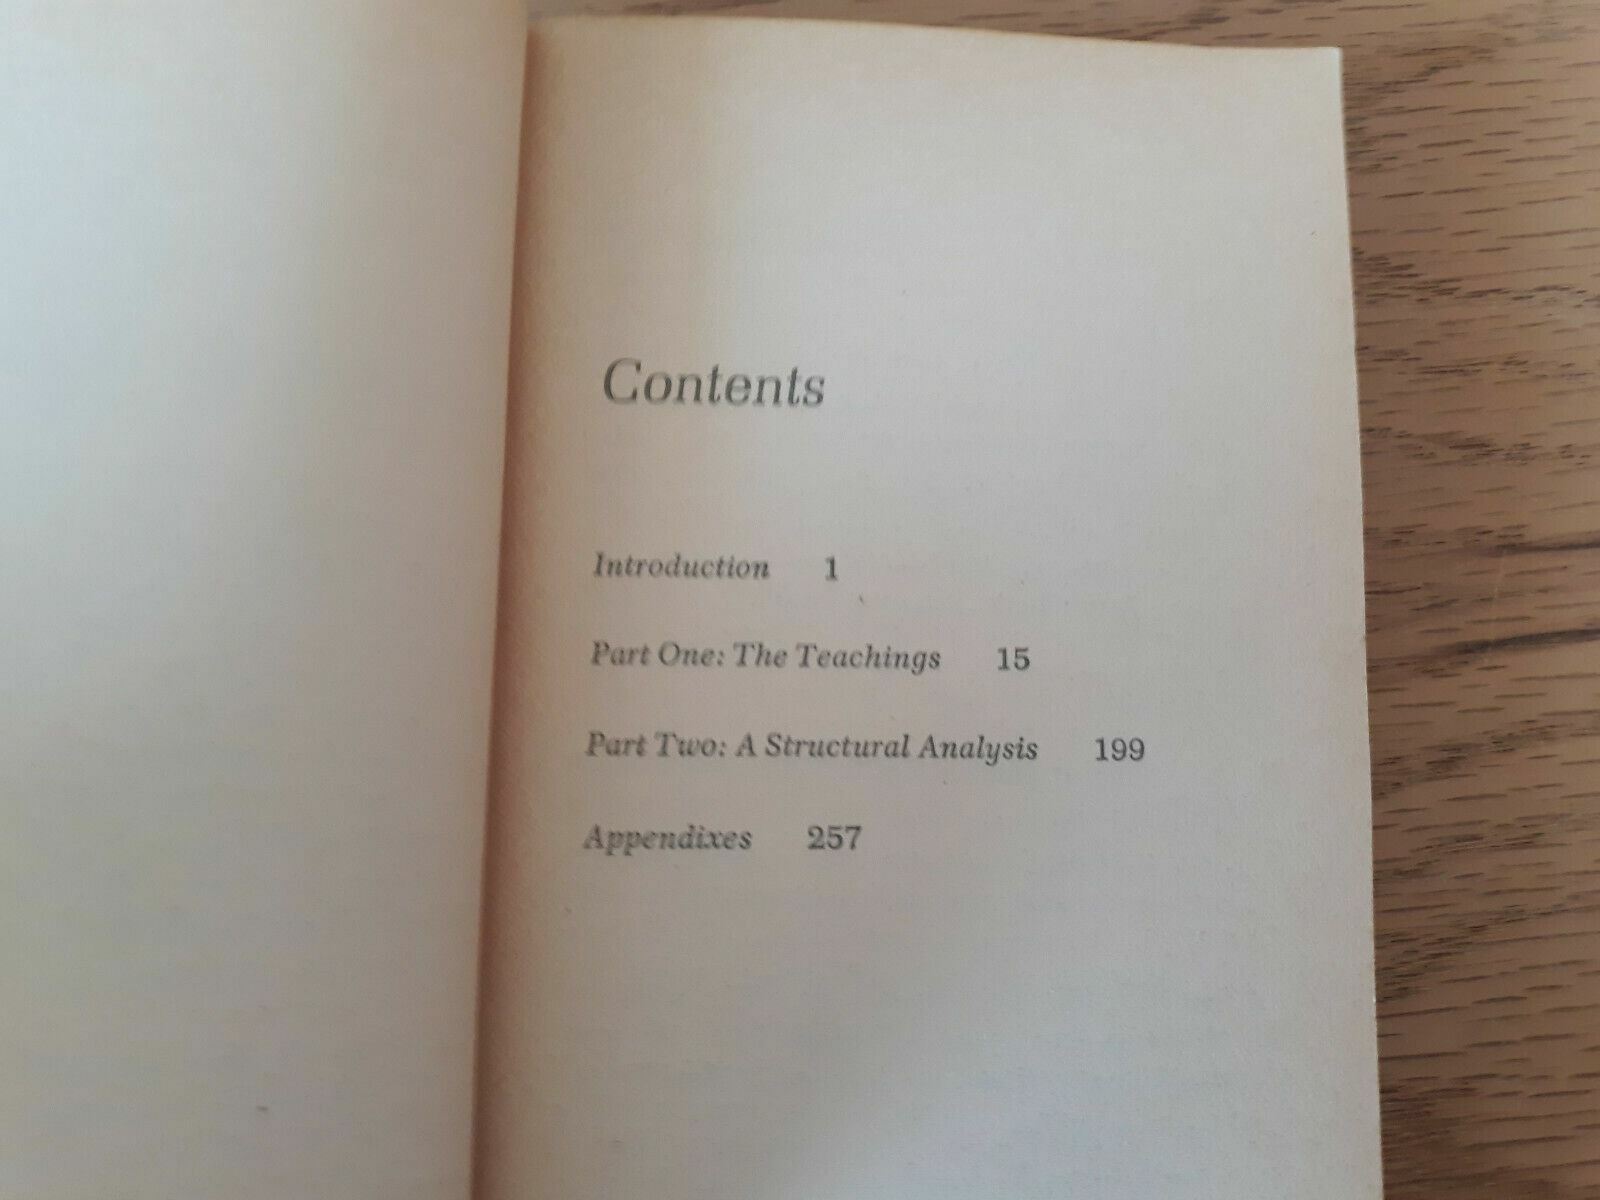 Contents
Introduction 1
Part One: The Teachings 15
Part Two: A Structural Analysis 199
Appendixes 257